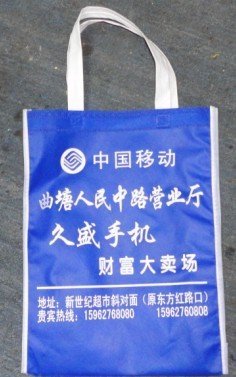 中国移动
曲塘人民中路营业厅
久盛手机
财富大卖场
地址：新世纪超市斜对面（原东方红路口）
贵宾热线：15962768080 15962760808